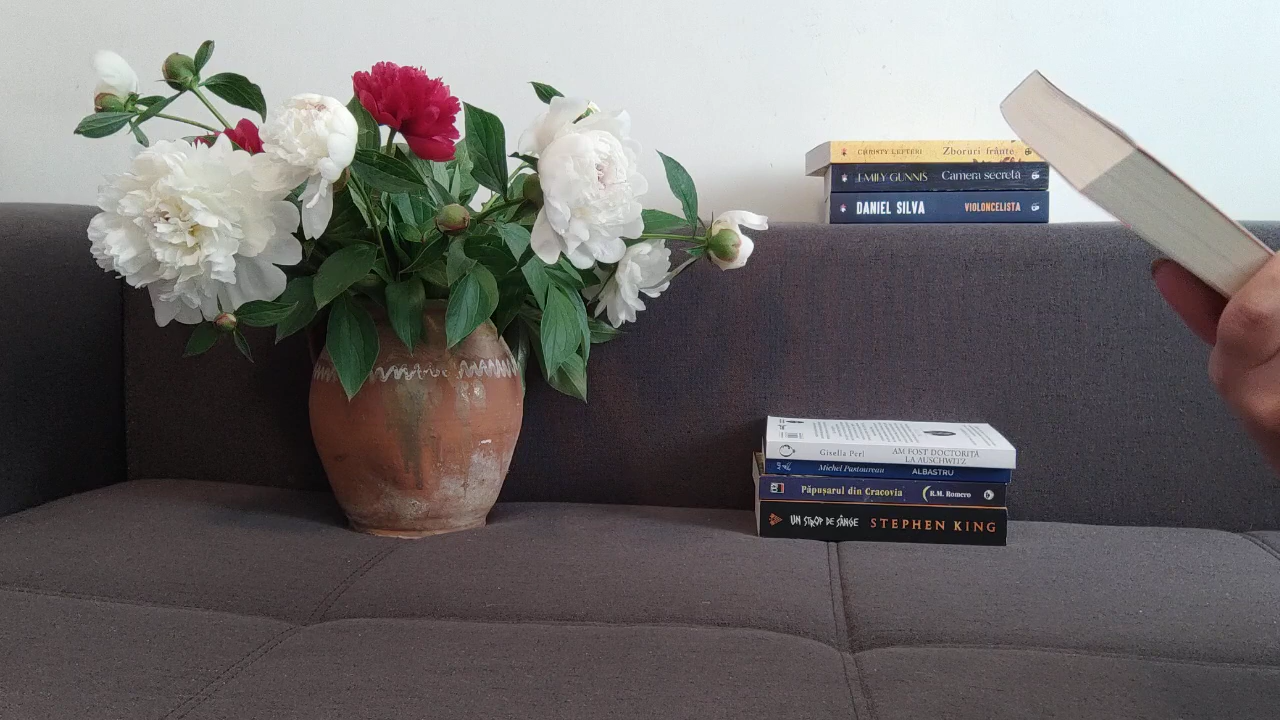 CHRISTY LEFTERI Zboruri frânte
EMILY GUNNIS Camera secretă
DANIEL SILVA VIOLONCELISTA
Gisella Perl AM FOST DOCTORIȚĂ
LA AUSCHWITZ
Michel Pastoureau ALBASTRU
Păpușarul din Cracovia R.M. Romero
UN STROP DE SÂNGE STEPHEN KING